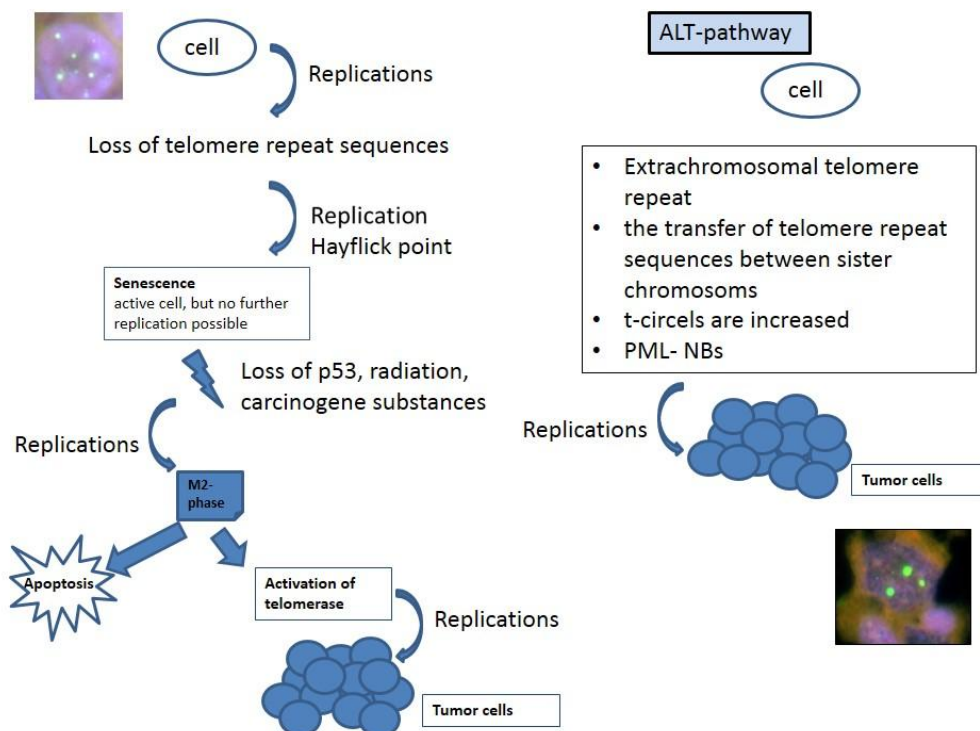 cell
Replications
Loss of telomere repeat sequences
Replication
Hayflick point
Senescence
active cell, but no further
replication possible
Loss of p53, radiation,
carcinogene substances
Replications
M2-
phase
Apoptosis
Activation of
telomerase
Replications
Tumor cells
ALT-pathway
cell
• Extrachromosomal telomere
repeat
• the transfer of telomere repeat
sequences between sister
chromosoms
• t-circels are increased
• PML- NBs
Replications
Tumor cells